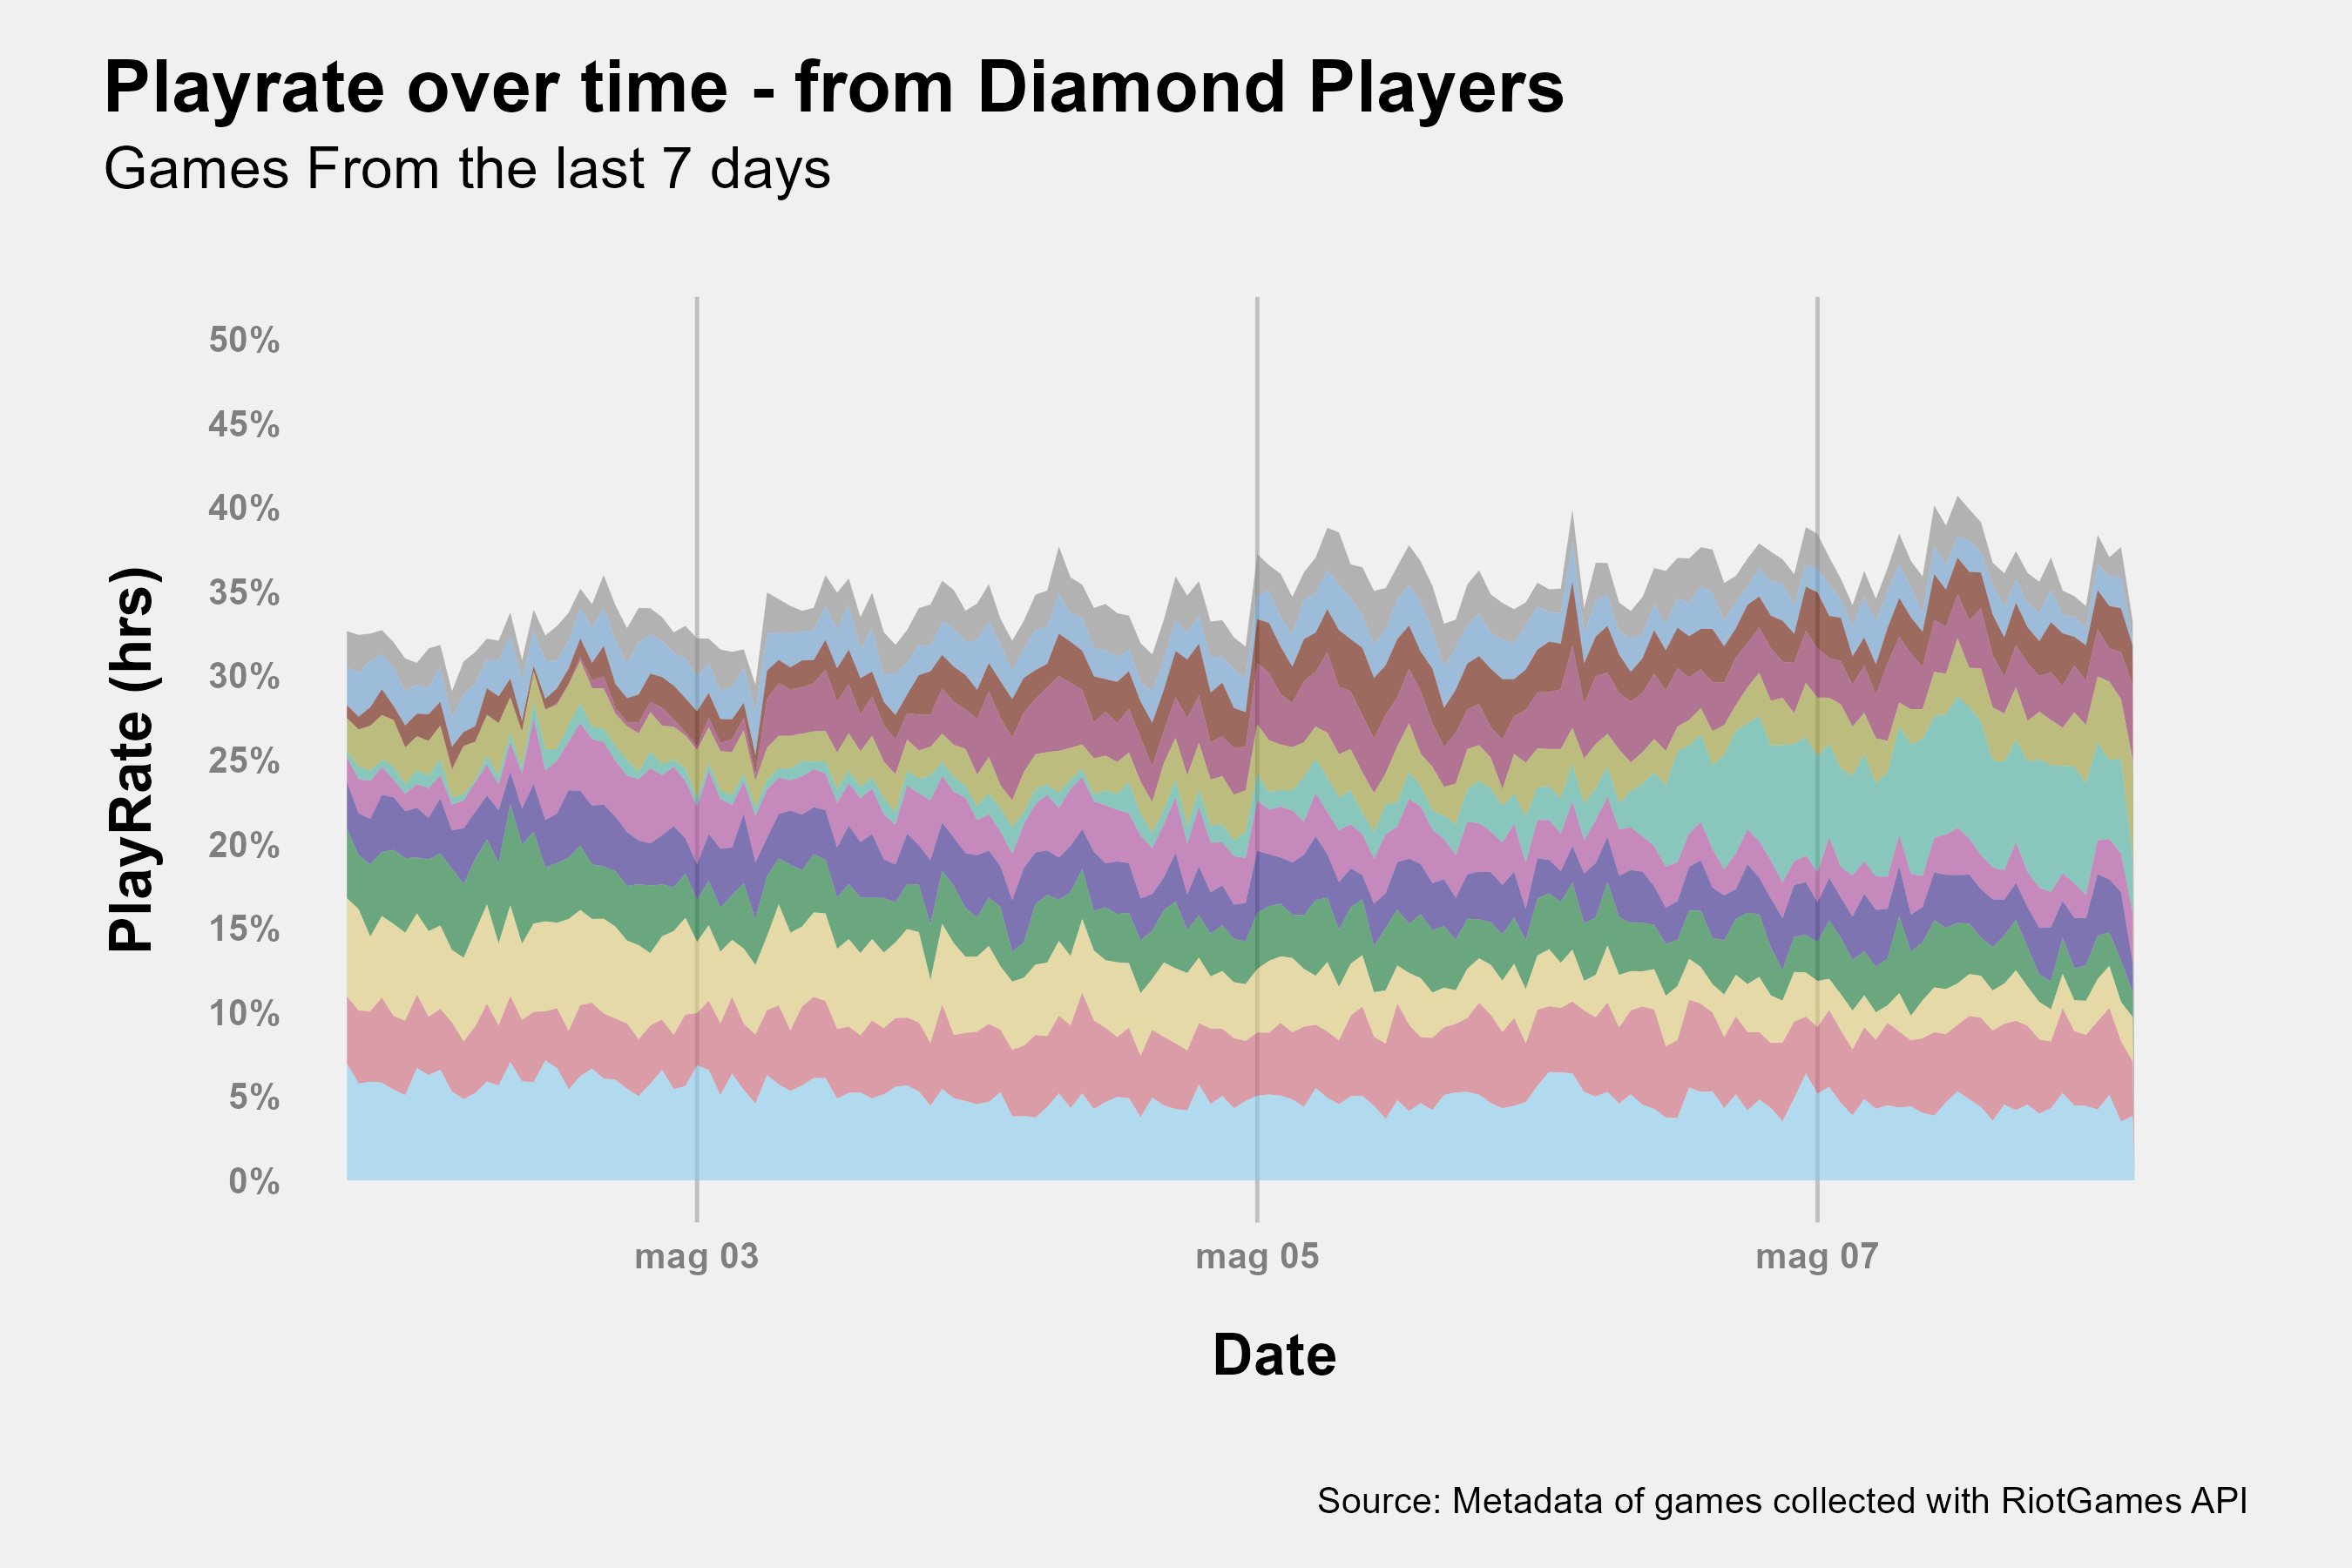 Playrate over time - from Diamond Players
Games From the last 7 days
50%
45%
40%
35%
30%
25%
20%
15%
10%
5%
0%
PlayRate (hrs)
mag 03
mag 05
mag 07
Date
Source: Metadata of games collected with RiotGames API